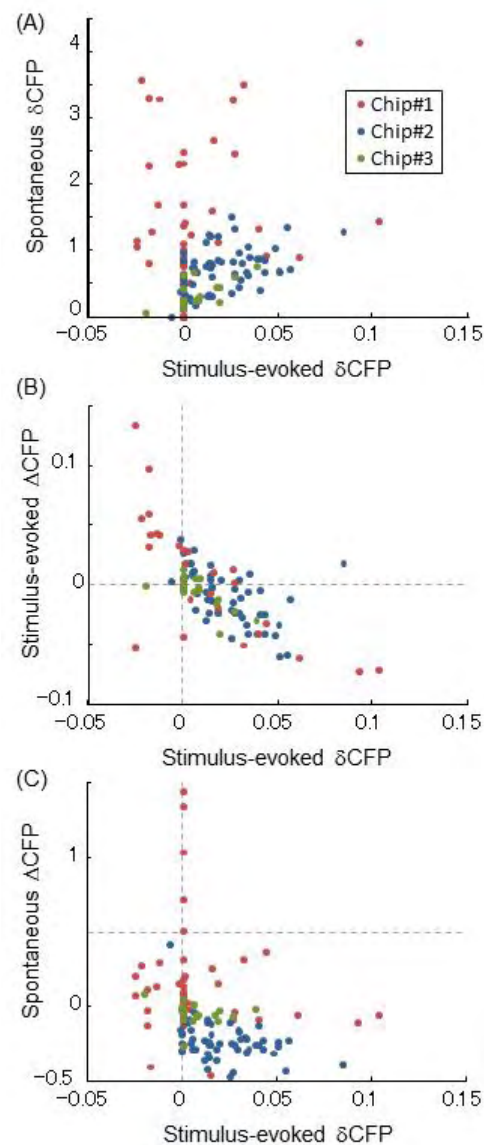 (A)
Spontaneous δCFP
4
3
2
1
0
Chip#1
Chip#2
Chip#3
−0.05
0
0.05
0.1
0.15
Stimulus-evoked δCFP
(B)
Stimulus-evoked ΔCFP
0.1
0
−0.1
−0.05
0
0.05
0.1
0.15
Stimulus-evoked δCFP
(C)
Spontaneous ΔCFP
1
0
−0.5
−0.05
0
0.05
0.1
0.15
Stimulus-evoked δCFP